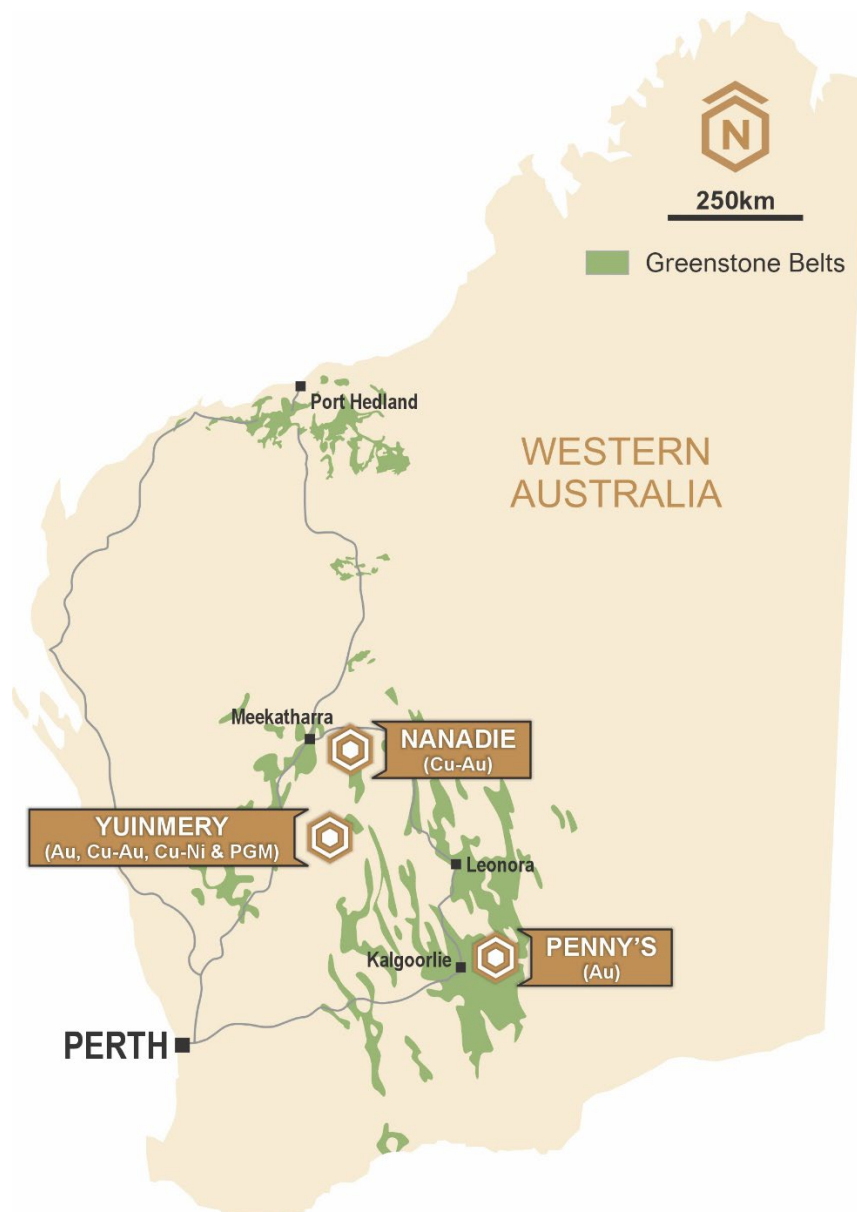 N
250km
Greenstone Belts
Port Hedland
WESTERN
AUSTRALIA
Meekatharra
NANADIE
(Cu-Au)
YUINMERY
(Au, Cu-Au, Cu-Ni & PGM)
Leonora
Kalgoorlie
PENNY'S
(Au)
PERTH